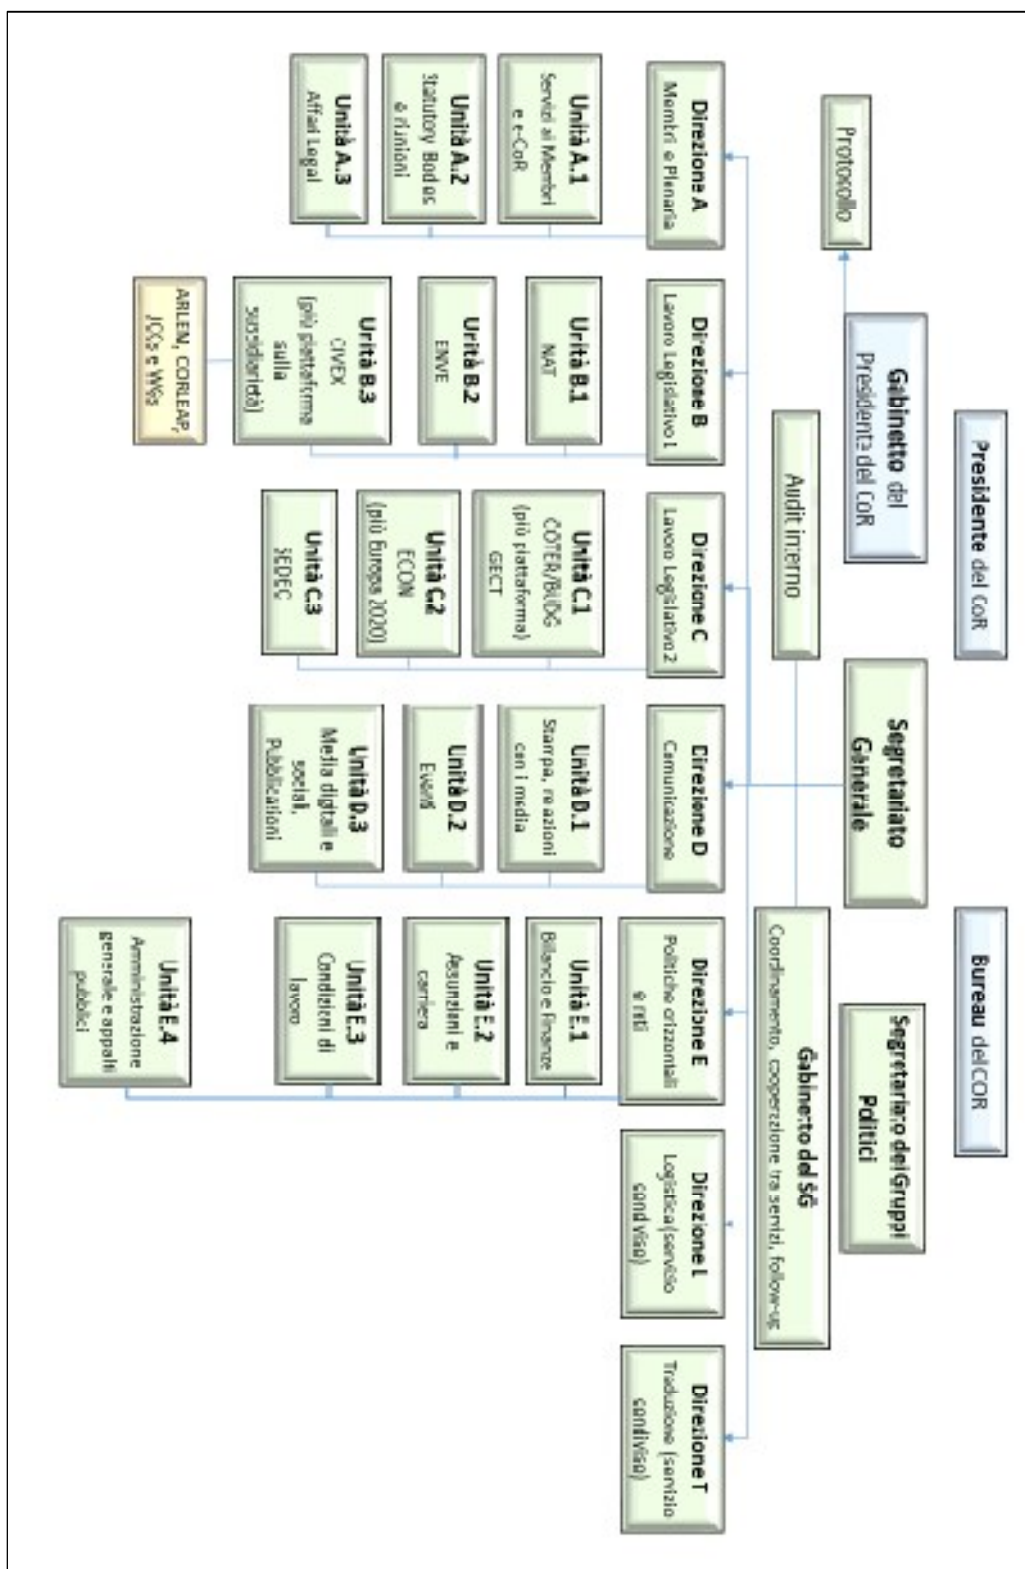 Presidente del CoR
Bureau del COR
Gabinetto del
Presidente del CoR
Segretariato
Generale
Segretariato dei Gruppi
Politici
Protocollo
Audit interno
Gabinetto del SG
Coordinamento, cooperazione tra servizi, follow-up
Direzione A
Membri e Plenaria
Direzione B
Lavoro Legislativo 1
Direzione C
Lavoro Legislativo 2
Direzione D
Comunicazione
Direzione E
Politiche orizzontali
e reti
Direzione L
Logistica (servizio
condiviso)
Direzione T
Traduzione (servizio
condiviso)
Unità A.1
Servizi ai Membri
e e-CoR
Unità A.2
Statutory Bodies
e riunioni
Unità A.3
Affari Legal
Unità B.1
NAT
Unità B.2
ENVE
Unità B.3
CIVEX
(più piattaforma
sulla
sussidiarietà)
ARLEM, CORLEAP,
JCCs e WGs
Unità C.1
COTER/BUDG
(più piattaforma)
GECT
Unità C.2
ECON
(più Europa 2020)
Unità C.3
SEDEC
Unità D.1
Stampa, relazioni
con i media
Unità D.2
Eventi
Unità D.3
Media digitali e
sociali,
Pubblicazioni
Unità E.1
Bilancio e Finanze
Unità E.2
Assunzioni e
carriera
Unità E.3
Condizioni di
lavoro
Unità E.4
Amministrazione
generale e appalti
pubblici